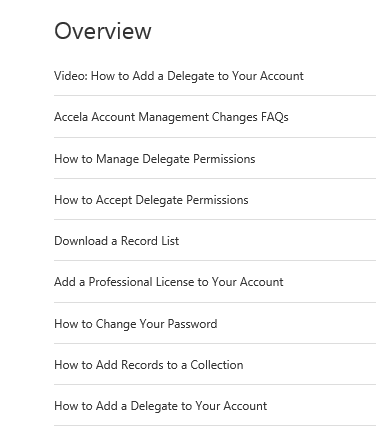 Overview
Video: How to Add a Delegate to Your Account
Accela Account Management Changes FAQs
How to Manage Delegate Permissions
How to Accept Delegate Permissions
Download a Record List
Add a Professional License to Your Account
How to Change Your Password
How to Add Records to a Collection
How to Add a Delegate to Your Account